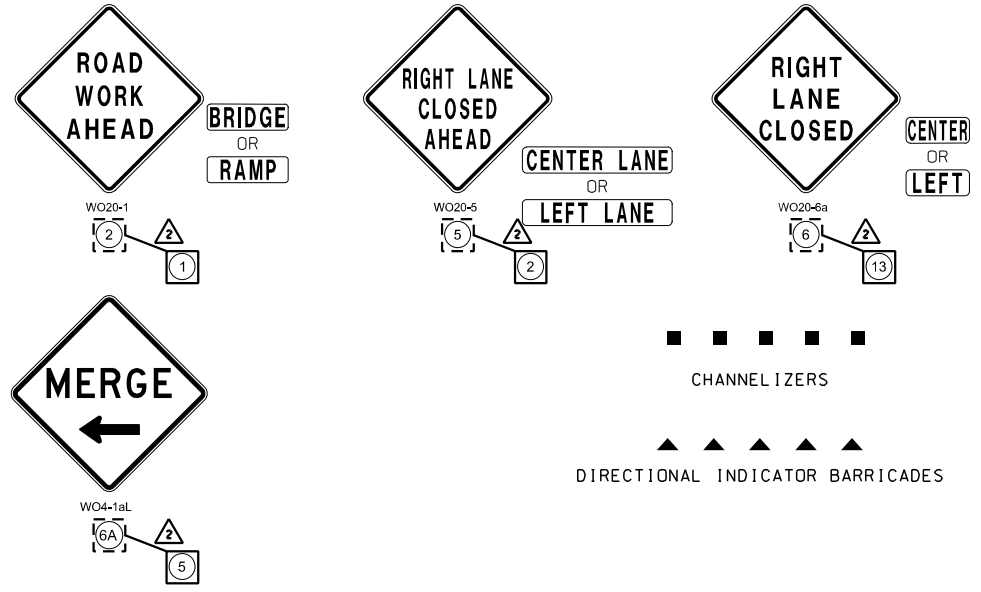 ROAD
WORK
AHEAD
BRIDGE
OR
RAMP
WO20-1
2
2
1
RIGHT LANE
CLOSED
AHEAD
CENTER LANE
OR
LEFT LANE
WO20-5
5
2
2
RIGHT
LANE
CLOSED
CENTER
OR
LEFT
WO20-6a
6
2
13
MERGE
WO4-1aL
6A
2
5
CHANNELIZERS
DIRECTIONAL INDICATOR BARRICADES